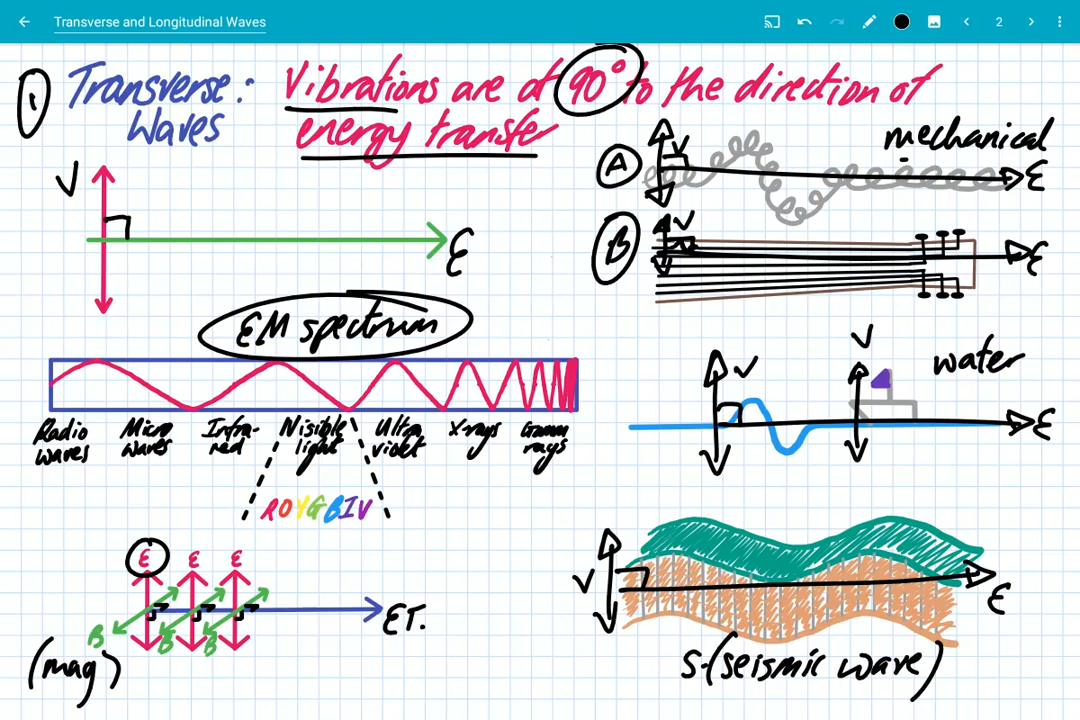 Transverse and Longitudinal Waves
2
1 Transverse: Vibrations are at 90° to the direction of
Waves energy transfer
mechanical
A V E
B V E
V E
EM spectrum
Radio waves
Micro waves
Infra-red
Visible light
Ultra violet
X-rays
Gamm rays
ROYGBIV
V V water
E
E E E
B B B ET.
(mag)
V E
S-(seismic wave)